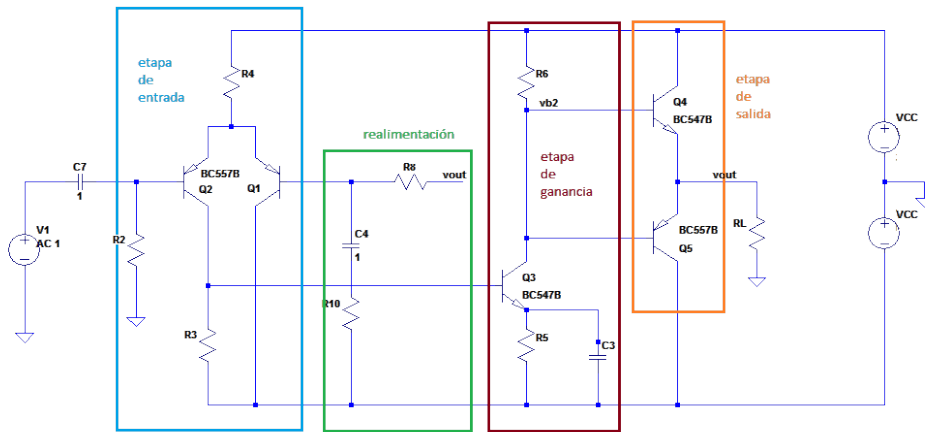 etapa
de
entrada
R4
R6
vb2
Q4
BC547B
etapa
de
salida
VCC
realimentación
C7
1
BC557B
Q2
Q1
R8
vout
etapa
de
ganancia
vout
V1
AC 1
R2
C4
1
BC557B
Q5
RL
VCC
Q3
BC547B
R10
R3
R5
C3